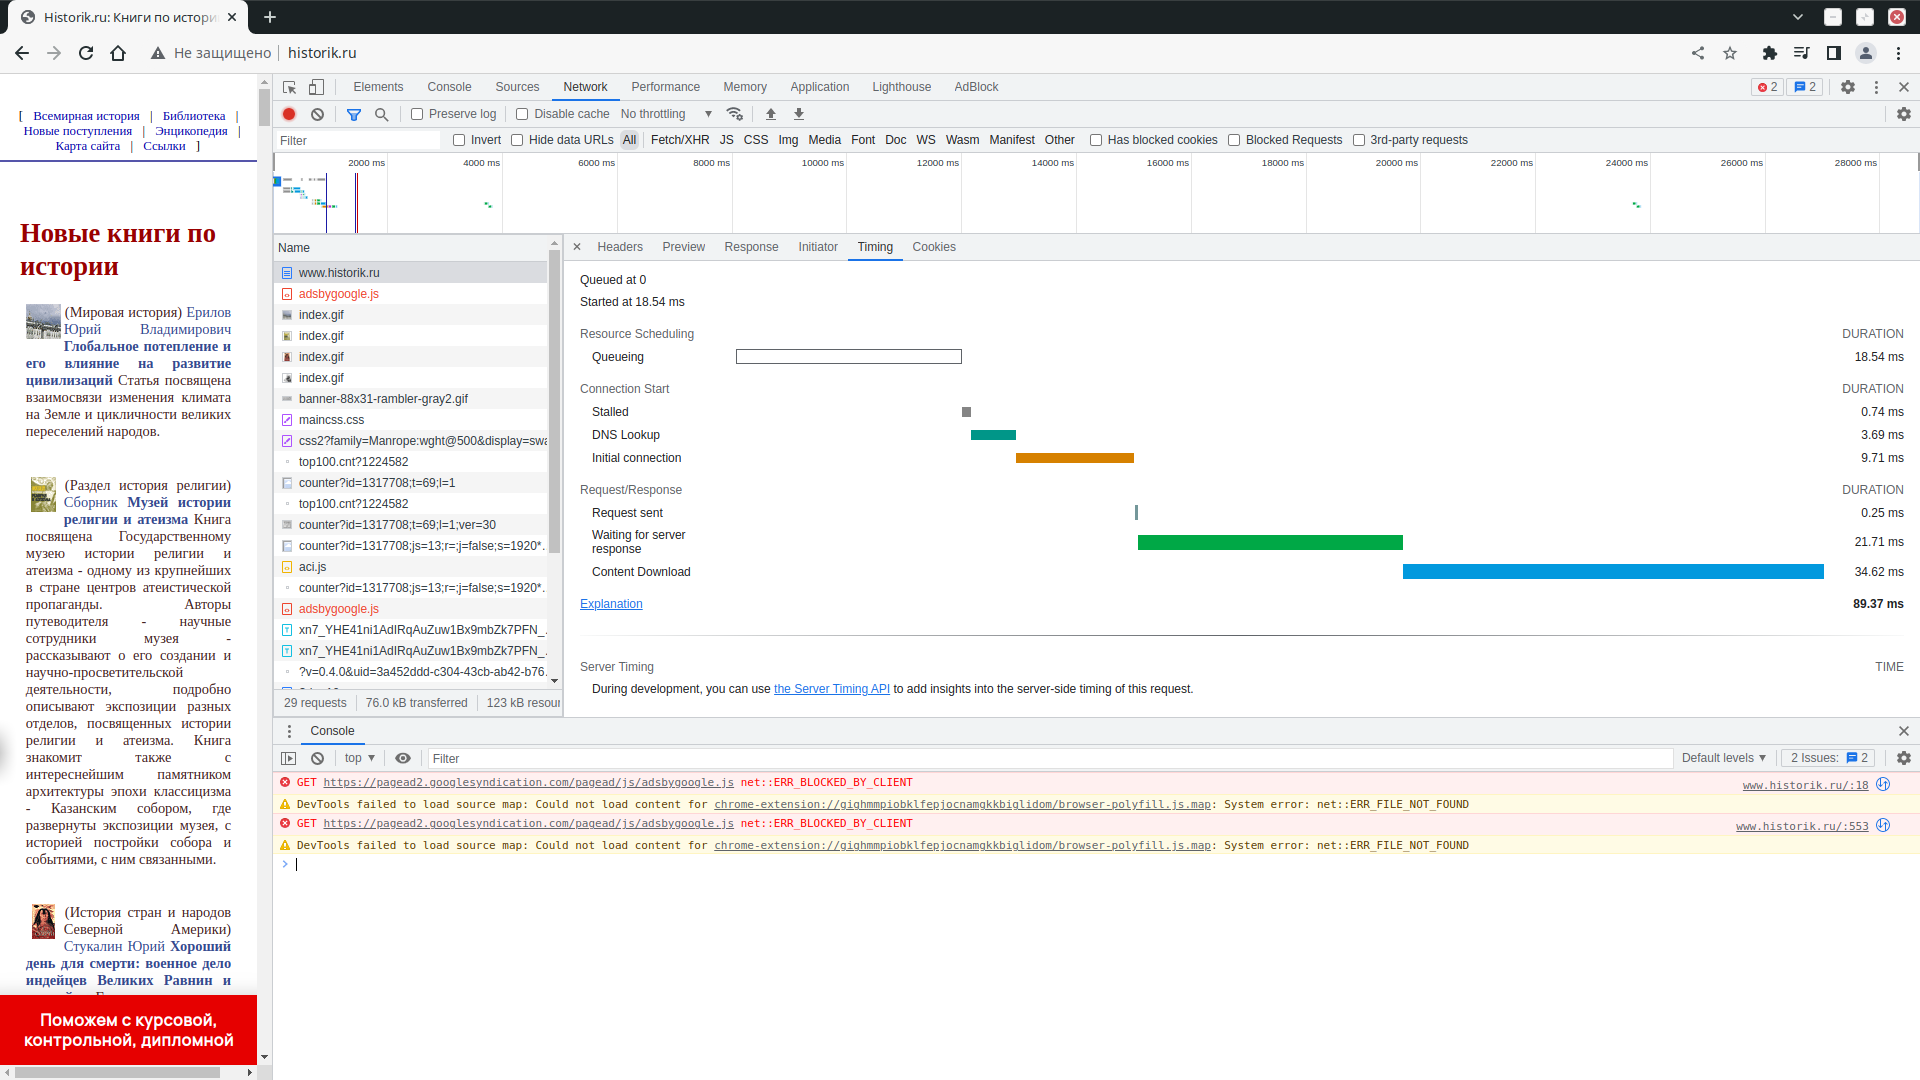 Historik.ru: Книги по истори
Не защищено | historik.ru
[ Всемирная история | Библиотека |
Новые поступления | Энциклопедия |
Карта сайта | Ссылки ]
Новые книги по
истории
(Мировая история) Ерилов
Юрий Владимирович
Глобальное потепление и
его влияние на развитие
цивилизаций Статья посвящена
взаимосвязи изменения климата
на Земле и цикличности великих
переселений народов.
(Раздел история религии)
Сборник Музей истории
религии и атеизма Книга
посвящена Государственному
музею истории религии и
атеизма - одному из крупнейших
в стране центров атеистической
пропаганды. Авторы
путеводителя - научные
сотрудники музея -
рассказывают о его создании и
научно-просветительской
деятельности, подробно
описывают экспозиции разных
отделов, посвященных истории
религии и атеизма. Книга
знакомит также с
интереснейшим памятником
архитектуры эпохи классицизма
- Казанским собором, где
развернуты экспозиции музея, с
историей постройки собора и
событиями, с ним связанными.
(История стран и народов
Северной Америки)
Стукалин Юрий Хороший
день для смерти: военное дело
индейцев Великих Равнин и
Поможем с курсовой,
контрольной, дипломной
Elements Console Sources Network Performance Memory Application Lighthouse AdBlock 2 2
Preserve log Disable cache No throttling
Filter Invert Hide data URLs All Fetch/XHR JS CSS Img Media Font Doc WS Wasm Manifest Other Has blocked cookies Blocked Requests 3rd-party requests
2000 ms 4000 ms 6000 ms 8000 ms 10000 ms 12000 ms 14000 ms 16000 ms 18000 ms 20000 ms 22000 ms 24000 ms 26000 ms 28000 ms
Name
www.historik.ru
adsbygoogle.js
index.gif
index.gif
index.gif
index.gif
banner-88x31-rambler-gray2.gif
maincss.css
css2?family=Manrope:wght@500&display=swa
top100.cnt?1224582
counter?id=1317708;t=69;l=1
top100.cnt?1224582
counter?id=1317708;t=69;l=1;ver=30
counter?id=1317708;js=13;r=;j=false;s=1920*...
aci.js
counter?id=1317708;js=13;r=;j=false;s=1920*...
adsbygoogle.js
xn7_YHE41ni1AdIRqAuZuw1Bx9mbZk7PFN_...
xn7_YHE41ni1AdIRqAuZuw1Bx9mbZk7PFN_...
?v=0.4.0&uid=3a452ddd-c304-43cb-ab42-b76...
29 requests 76.0 kB transferred 123 kB resour
Headers Preview Response Initiator Timing Cookies
Queued at 0
Started at 18.54 ms
Resource Scheduling DURATION
Queueing 18.54 ms
Connection Start DURATION
Stalled 0.74 ms
DNS Lookup 3.69 ms
Initial connection 9.71 ms
Request/Response DURATION
Request sent 0.25 ms
Waiting for server
response 21.71 ms
Content Download 34.62 ms
Explanation 89.37 ms
Server Timing TIME
During development, you can use the Server Timing API to add insights into the server-side timing of this request.
Console
top Filter Default levels 2 Issues: 2
GET https://pagead2.googlesyndication.com/pagead/js/adsbygoogle.js net::ERR_BLOCKED_BY_CLIENT www.historik.ru/:18
DevTools failed to load source map: Could not load content for chrome-extension://gighmmpiobklfepjocnamgkkbiglidom/browser-polyfill.js.map: System error: net::ERR_FILE_NOT_FOUND
GET https://pagead2.googlesyndication.com/pagead/js/adsbygoogle.js net::ERR_BLOCKED_BY_CLIENT www.historik.ru/:553
DevTools failed to load source map: Could not load content for chrome-extension://gighmmpiobklfepjocnamgkkbiglidom/browser-polyfill.js.map: System error: net::ERR_FILE_NOT_FOUND